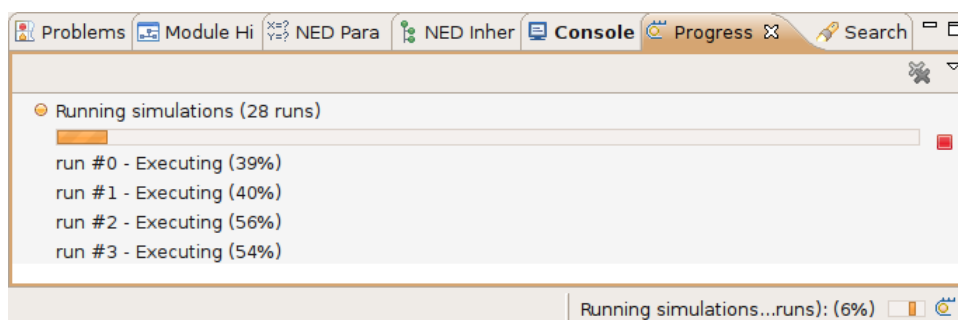 Problems Module Hi NED Para NED Inher Console Progress Search
Running simulations (28 runs)
run #0 - Executing (39%)
run #1 - Executing (40%)
run #2 - Executing (56%)
run #3 - Executing (54%)
Running simulations...runs): (6%)